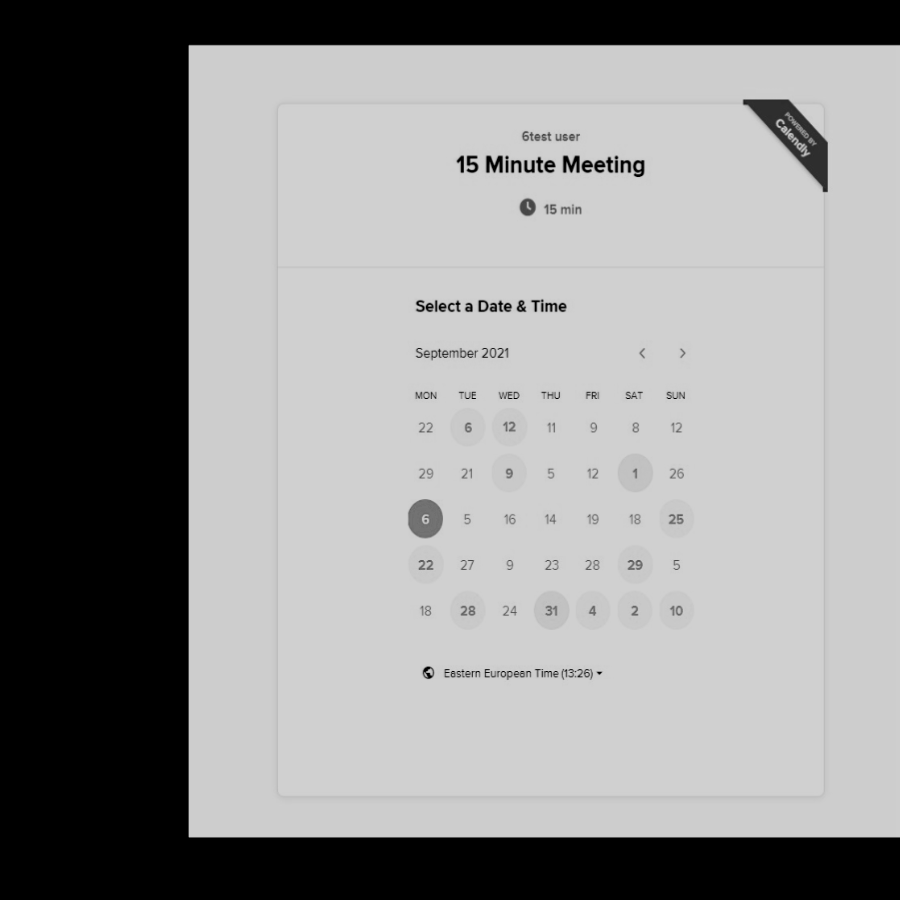 POWERED BY
Calendly
6test user
15 Minute Meeting
15 min
Select a Date & Time
September 2021
MON TUE WED THU FRI SAT SUN
22 6 12 11 9 8 12
29 21 9 5 12 1 26
6 5 16 14 19 18 25
22 27 9 23 28 29 5
18 28 24 31 4 2 10
Eastern European Time (13:26)